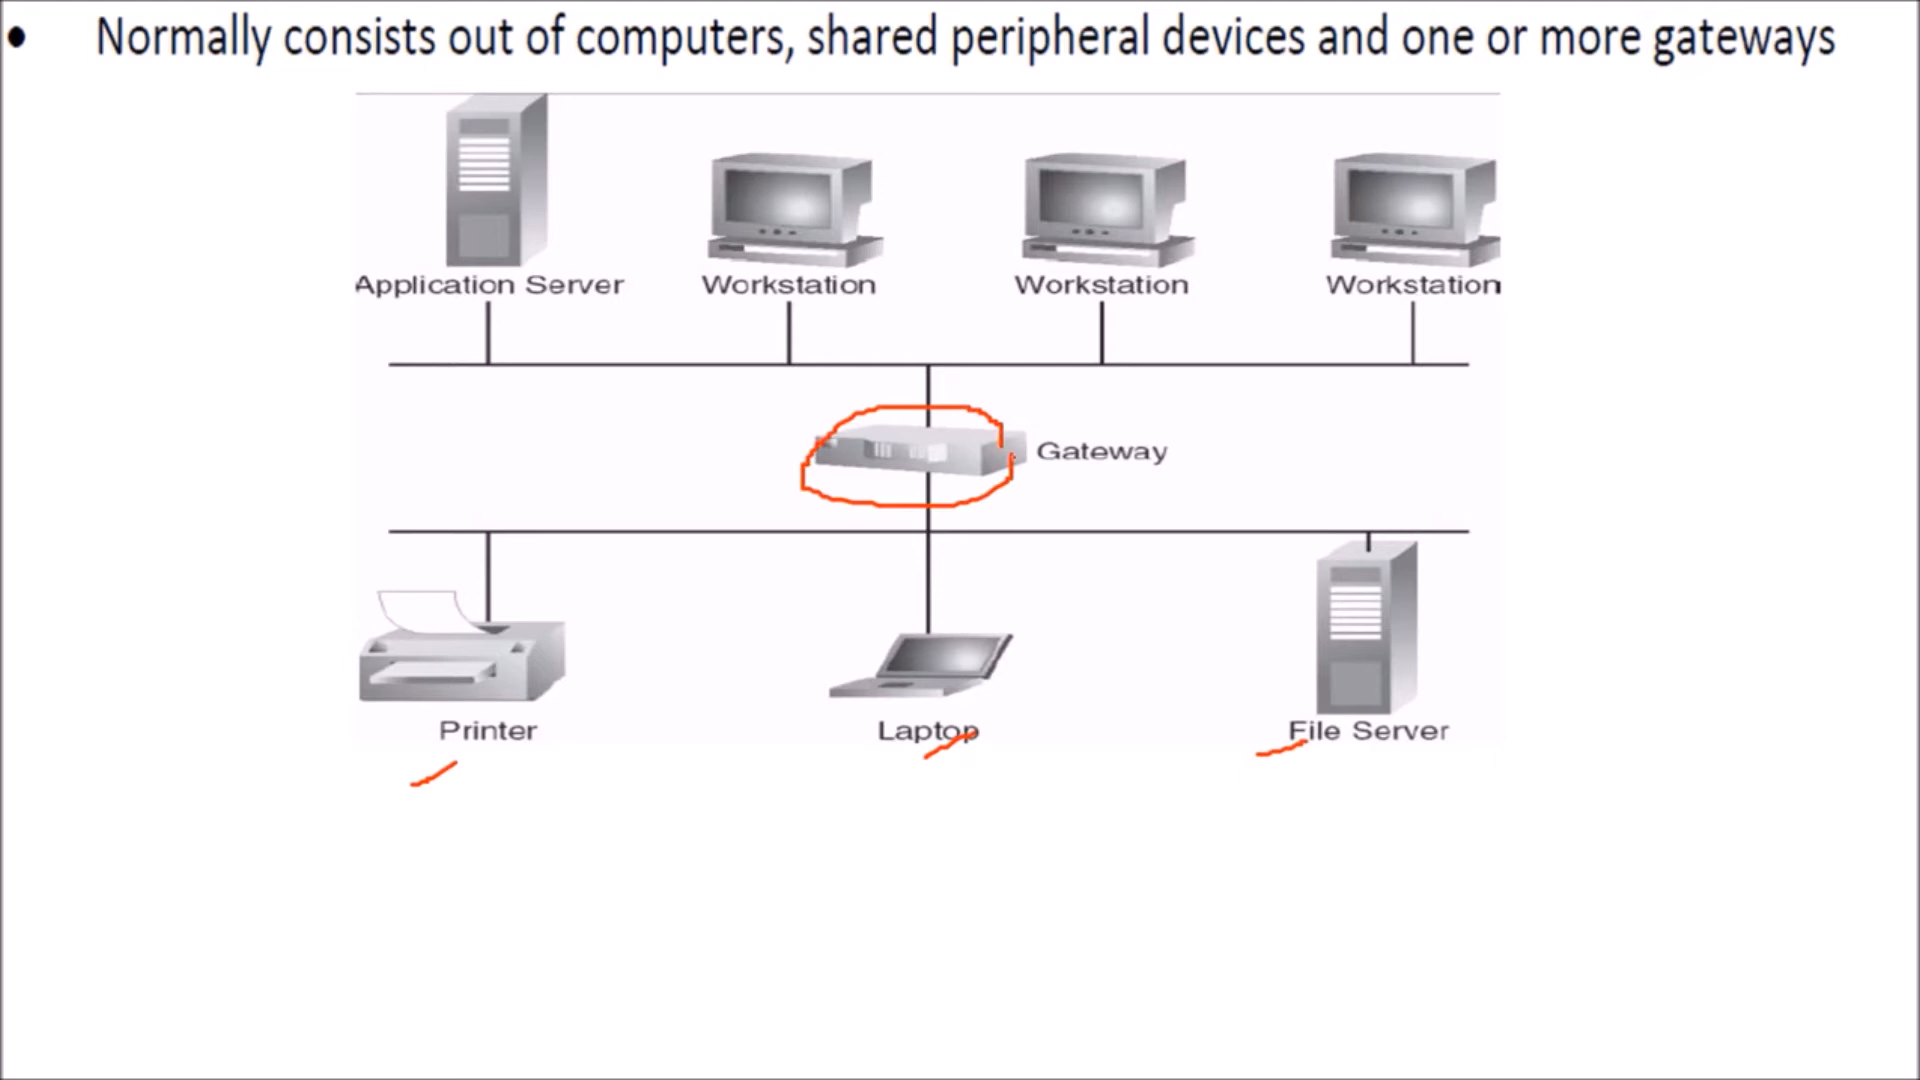 • Normally consists out of computers, shared peripheral devices and one or more gateways
Application Server Workstation Workstation Workstation
Gateway
Printer Laptop File Server